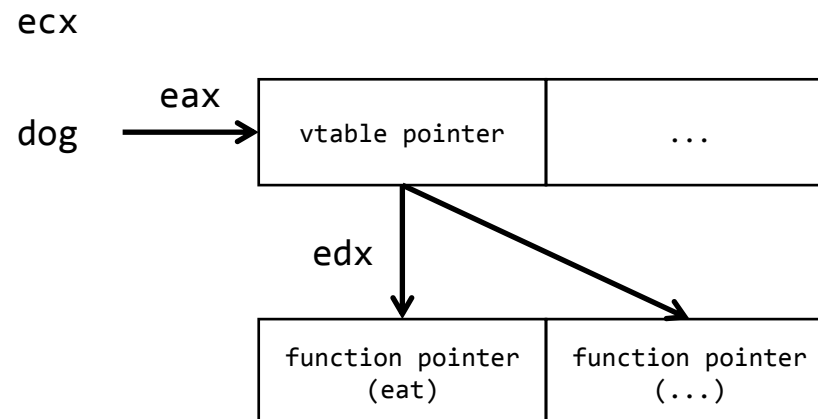 ecx
eax
dog
vtable pointer
...
edx
function pointer
(eat)
function pointer
(...)